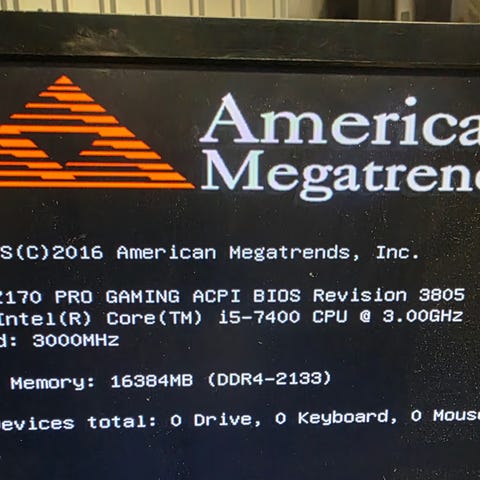 America
Megatrend
S(C)2016 American Megatrends, Inc.
Z170 PRO GAMING ACPI BIOS Revision 3805
Intel(R) Core(TM) i5-7400 CPU @ 3.00GHz
d: 3000MHz
Memory: 16384MB (DDR4-2133)
evices total: 0 Drive, 0 Keyboard, 0 Mouse